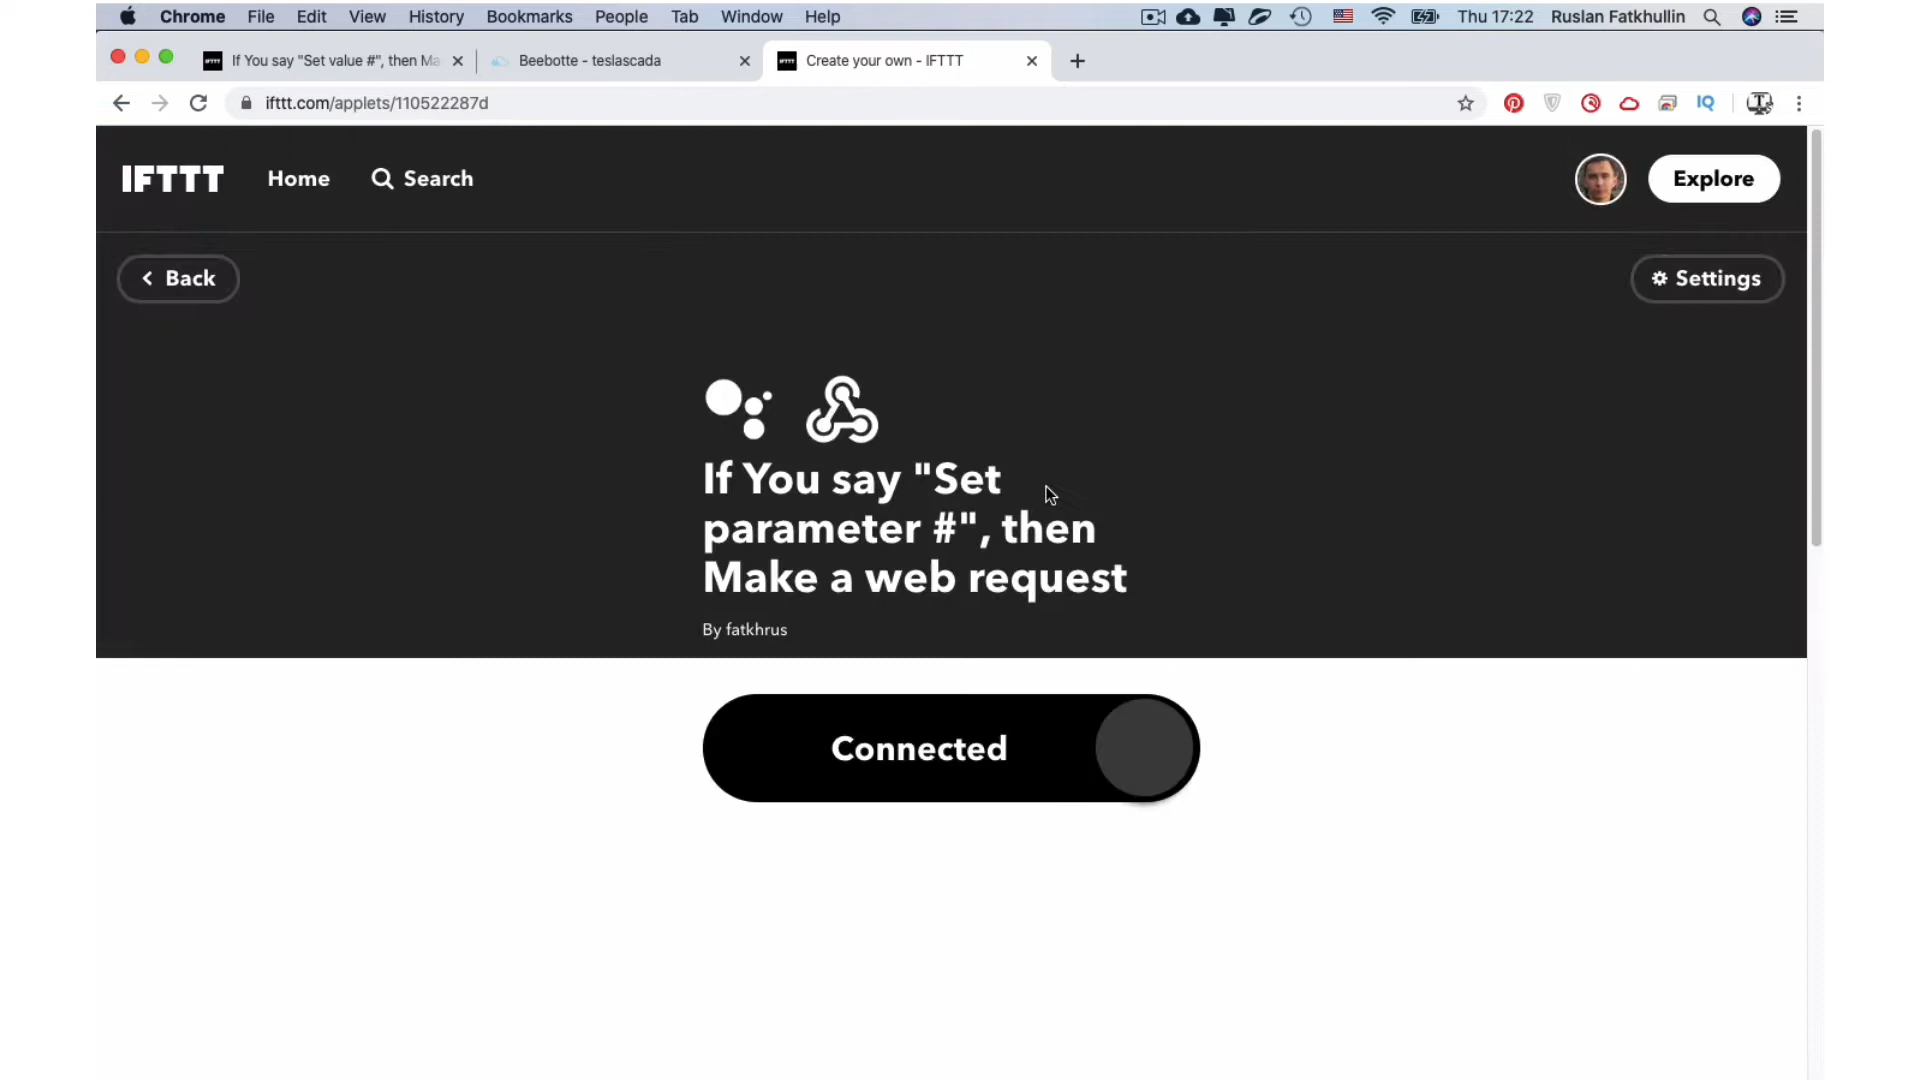 Chrome File Edit View History Bookmarks People Tab Window Help Thu 17:22 Ruslan Fatkhullin
If You say "Set value #", then Ma Beebotte - teslascada Create your own - IFTTT
ifttt.com/applets/110522287d IQ
IFTTT Home Search Explore
Back Settings
If You say "Set
parameter #", then
Make a web request
By fatkhrus
Connected